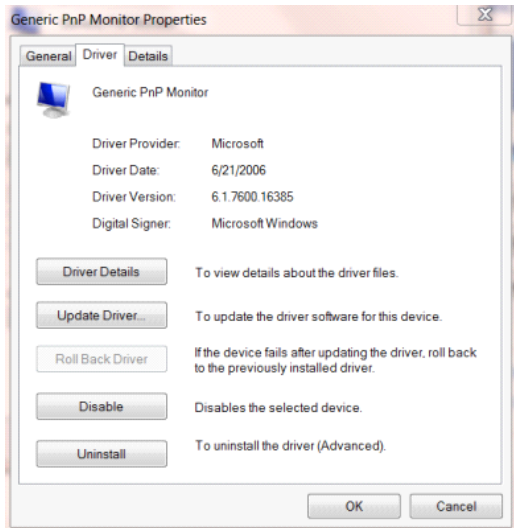 Generic PnP Monitor Properties
General Driver Details
Generic PnP Monitor
Driver Provider: Microsoft
Driver Date: 6/21/2006
Driver Version: 6.1.7600.16385
Digital Signer: Microsoft Windows
Driver Details To view details about the driver files.
Update Driver... To update the driver software for this device.
Roll Back Driver If the device fails after updating the driver, roll back
to the previously installed driver.
Disable Disables the selected device.
Uninstall To uninstall the driver (Advanced).
OK Cancel